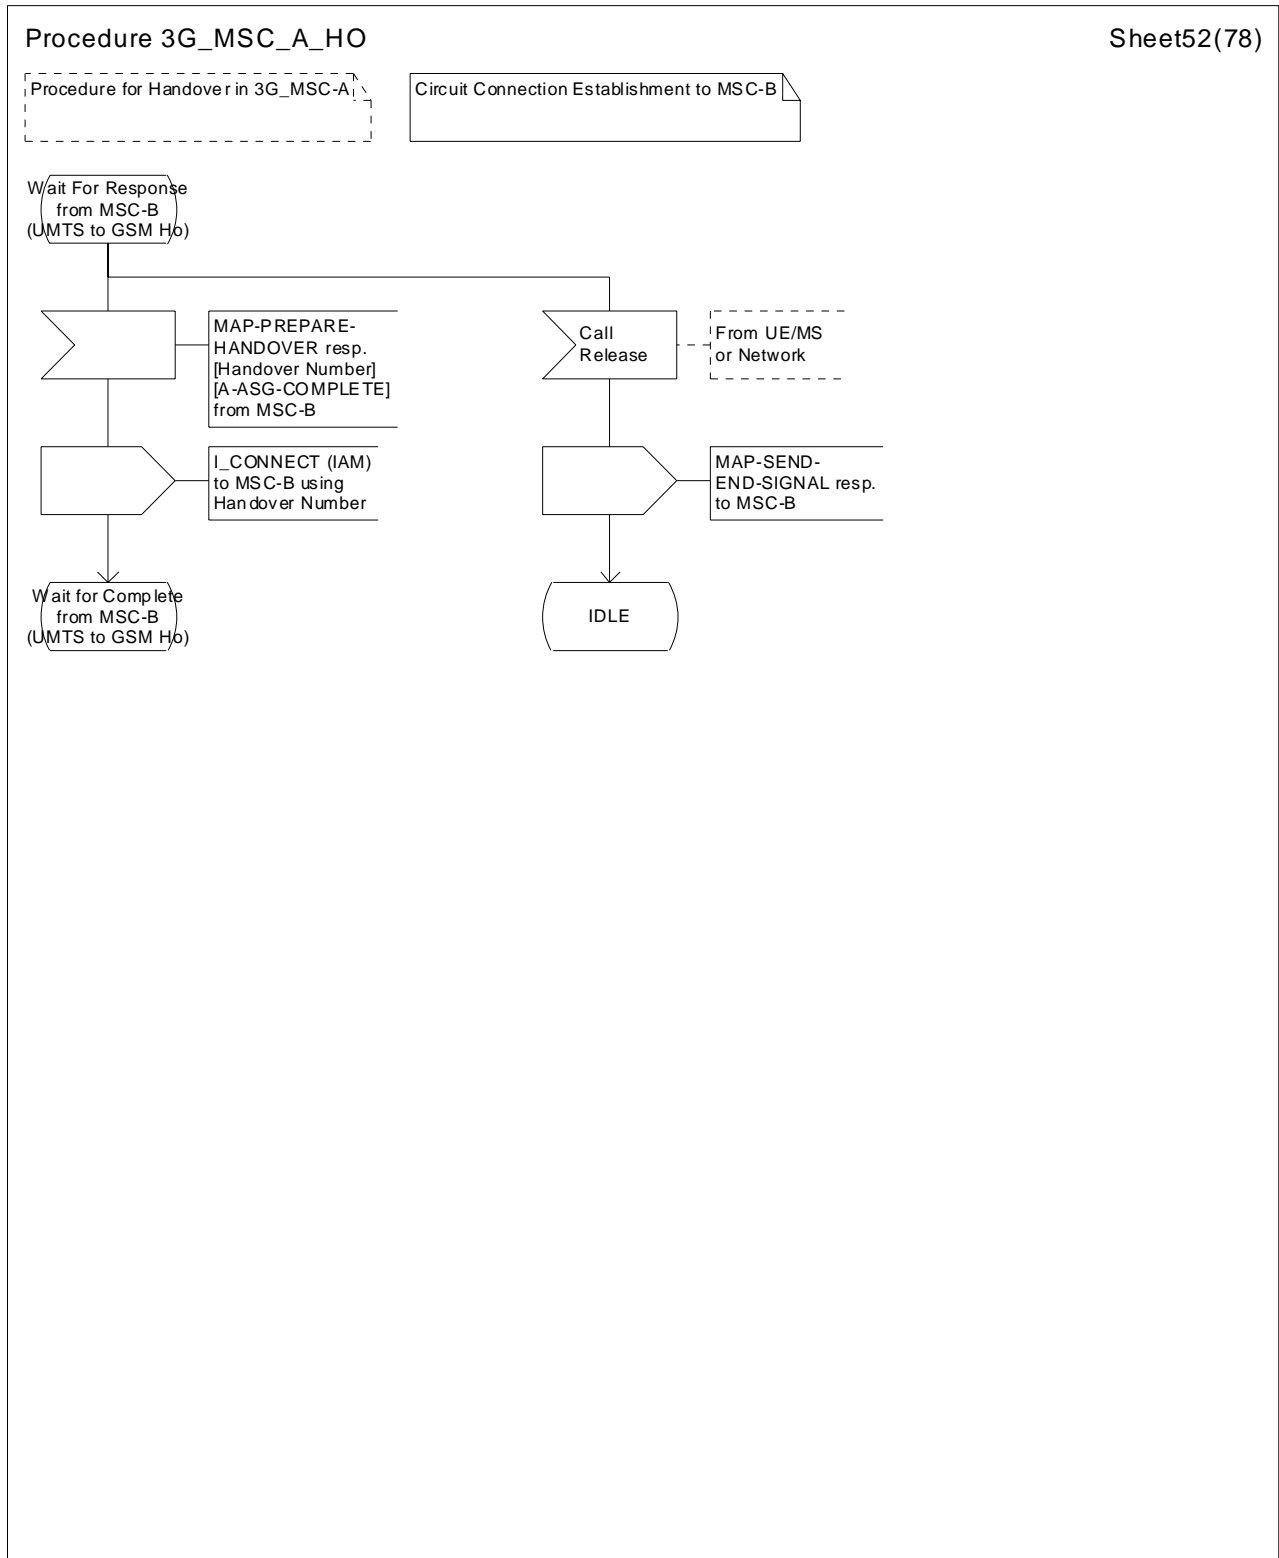 Procedure 3G_MSC_A_HO
Sheet52(78)
Procedure for Handover in 3G_MSC-A
Circuit Connection Establishment to MSC-B
Wait For Response
from MSC-B
(UMTS to GSM Ho)
MAP-PREPARE-
HANDOVER resp.
[Handover Number]
[A-ASG-COMPLETE]
from MSC-B
Call
Release
From UE/MS
or Network
I_CONNECT (IAM)
to MSC-B using
Handover Number
MAP-SEND-
END-SIGNAL resp.
to MSC-B
Wait for Complete
from MSC-B
(UMTS to GSM Ho)
IDLE